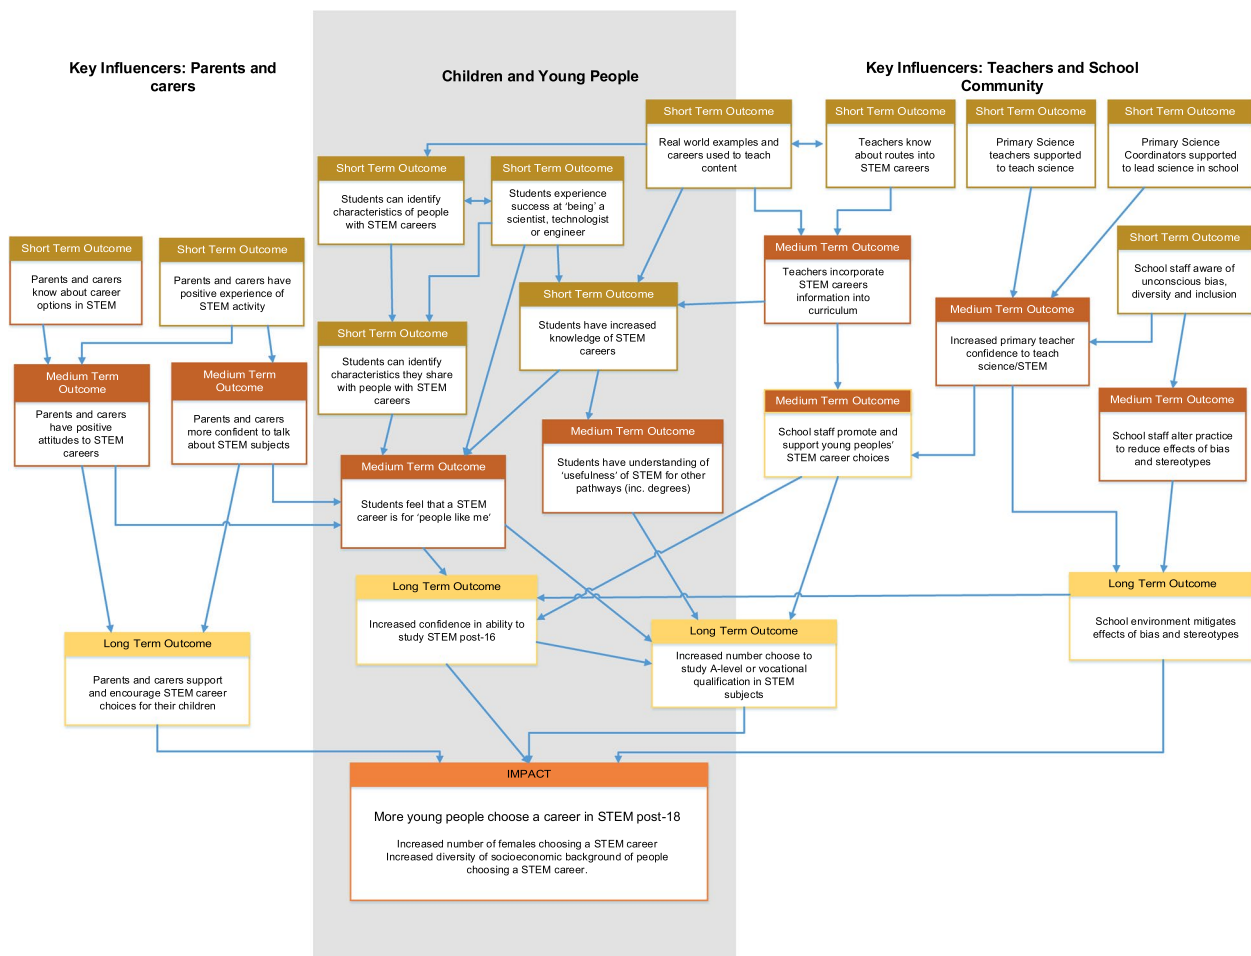 Key Influencers: Parents and
carers
Children and Young People
Key Influencers: Teachers and School
Community
Short Term Outcome
Real world examples and
careers used to teach
content
Short Term Outcome
Teachers know
about routes into
STEM careers
Short Term Outcome
Primary Science
teachers supported
to teach science
Short Term Outcome
Primary Science
Coordinators supported
to lead science in school
Short Term Outcome
Students can identify
characteristics of people
with STEM careers
Short Term Outcome
Students experience
success at ‘being’ a
scientist, technologist
or engineer
Short Term Outcome
Parents and carers
know about career
options in STEM
Short Term Outcome
Parents and carers have
positive experience of
STEM activity
Medium Term Outcome
Teachers incorporate
STEM careers
information into
curriculum
Short Term Outcome
School staff aware of
unconscious bias,
diversity and inclusion
Short Term Outcome
Students have increased
knowledge of STEM
careers
Medium Term Outcome
Increased primary teacher
confidence to teach
science/STEM
Short Term Outcome
Students can identify
characteristics they share
with people with STEM
careers
Medium Term
Outcome
Parents and carers
have positive
attitudes to STEM
careers
Medium Term
Outcome
Parents and carers
more confident to talk
about STEM subjects
Medium Term Outcome
School staff promote and
support young peoples’
STEM career choices
Medium Term Outcome
School staff alter practice
to reduce effects of bias
and stereotypes
Medium Term Outcome
Students have understanding of
‘usefulness’ of STEM for other
pathways (inc. degrees)
Medium Term Outcome
Students feel that a STEM
career is for ‘people like me’
Long Term Outcome
Increased confidence in ability to
study STEM post-16
Long Term Outcome
School environment mitigates
effects of bias and stereotypes
Long Term Outcome
Increased number choose to
study A-level or vocational
qualification in STEM
subjects
Long Term Outcome
Parents and carers support
and encourage STEM career
choices for their children
IMPACT
More young people choose a career in STEM post-18
Increased number of females choosing a STEM career
Increased diversity of socioeconomic background of people
choosing a STEM career.